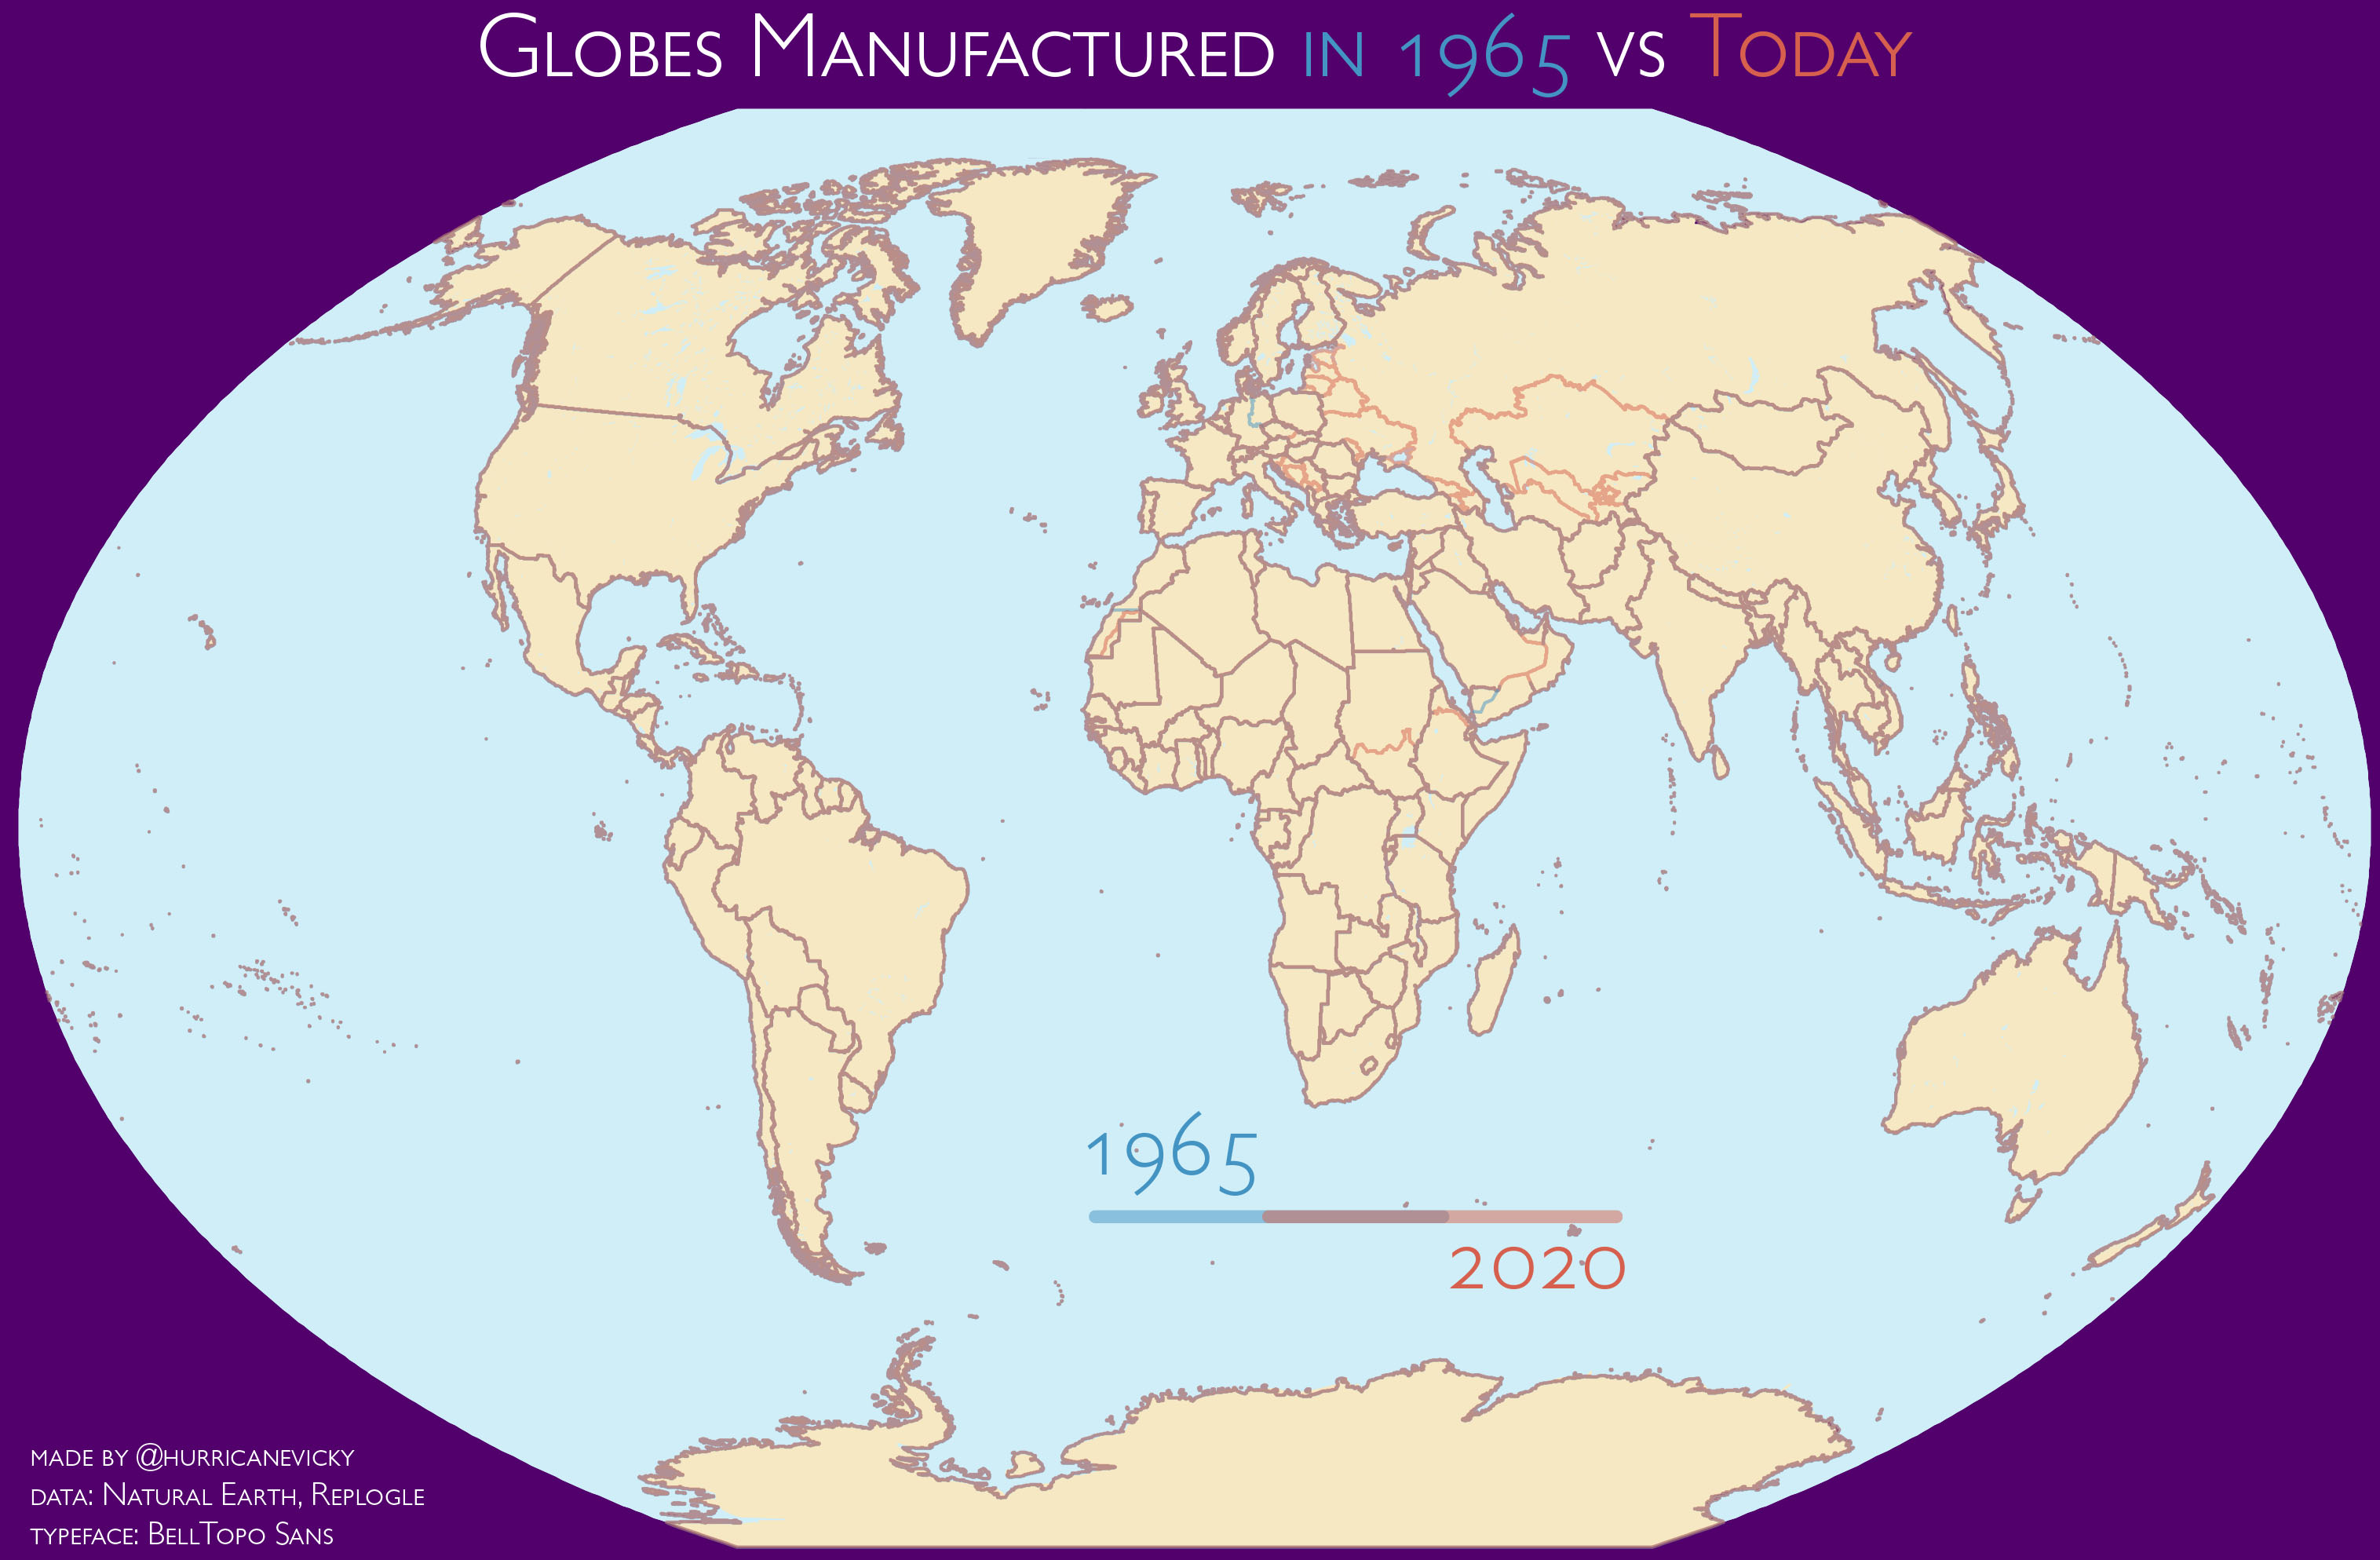 Globes Manufactured in 1965 vs Today
1965
2020
made by @hurricanevicky
data: Natural Earth, Replogle
typeface: BellTopo Sans